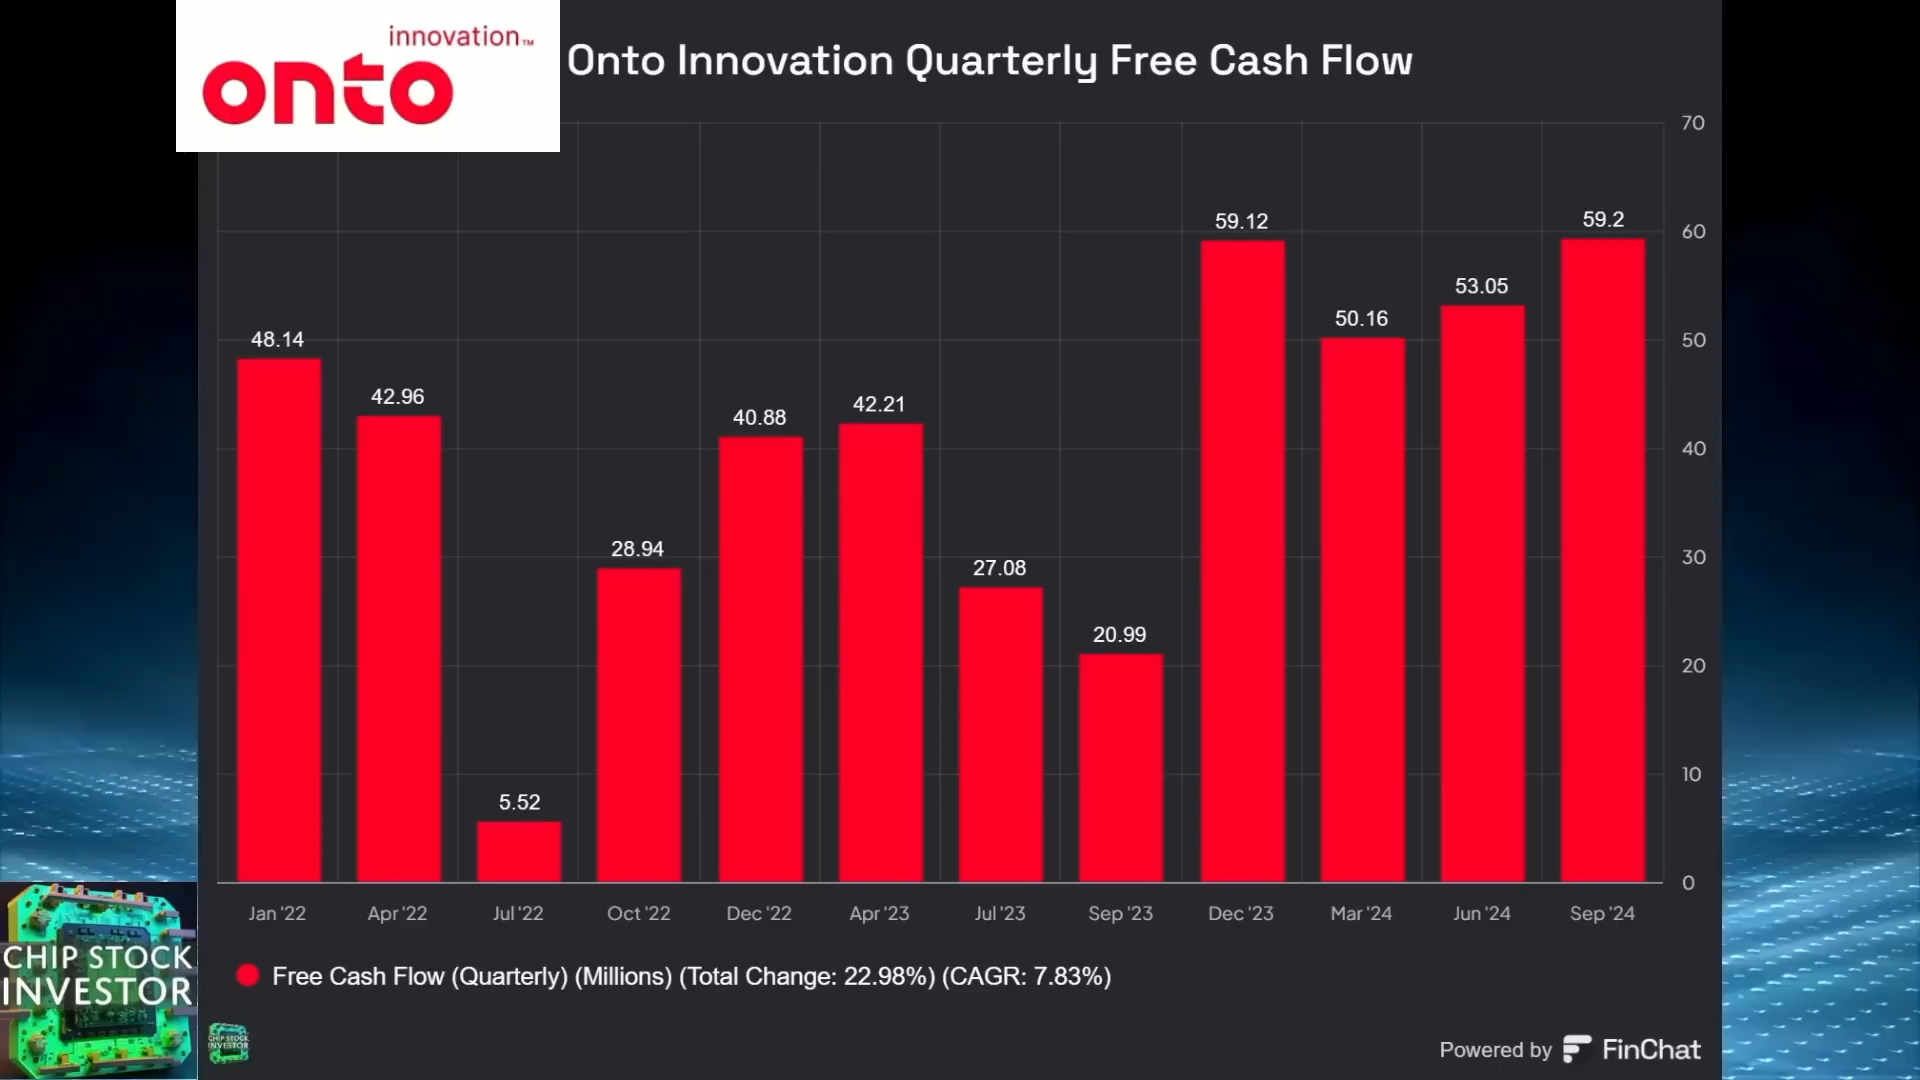 innovation™
onto
Onto Innovation Quarterly Free Cash Flow
70
60
50
40
30
20
10
0
48.14
42.96
5.52
28.94
40.88
42.21
27.08
20.99
59.12
50.16
53.05
59.2
Jan '22
Apr '22
Jul '22
Oct '22
Dec '22
Apr '23
Jul '23
Sep '23
Dec '23
Mar '24
Jun '24
Sep '24
Free Cash Flow (Quarterly) (Millions) (Total Change: 22.98%) (CAGR: 7.83%)
CHIP STOCK
INVESTOR
CHIP STOCK
INVESTOR
Powered by FinChat